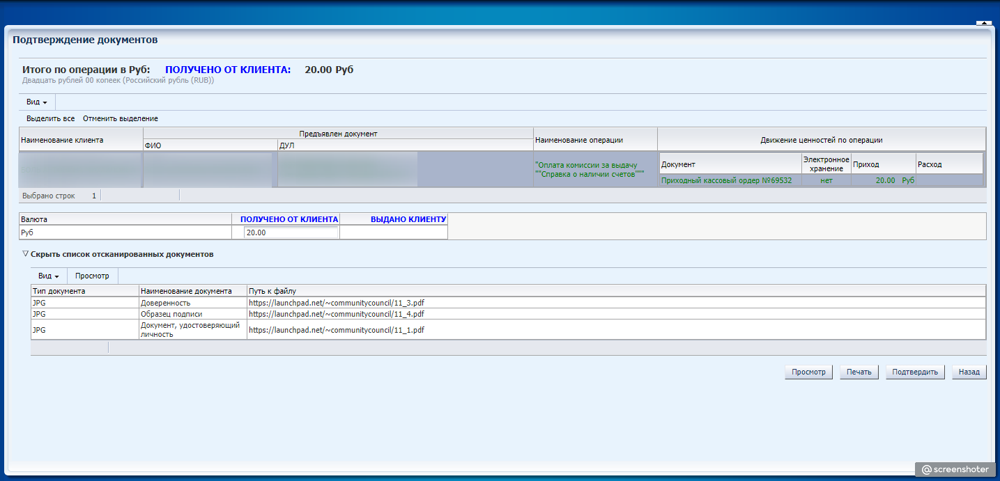 Подтверждение документов
Итого по операции в Руб: ПОЛУЧЕНО ОТ КЛИЕНТА: 20.00 Руб
Двадцать рублей 00 копеек (Российский рубль (RUB))
Вид
Выделить все Отменить выделение
Наименование клиента Предъявлен документ Наименование операции Движение ценностей по операции
ФИО ДУЛ
"Оплата комиссии за выдачу
""Справка о наличии счетов"""
Документ Электронное хранение Приход Расход
Приходный кассовый ордер №69532 нет 20.00 Руб
Выбрано строк 1
Валюта ПОЛУЧЕНО ОТ КЛИЕНТА ВЫДАНО КЛИЕНТУ
Руб 20.00
Скрыть список отсканированных документов
Вид Просмотр
Тип документа Наименование документа Путь к файлу
JPG Доверенность https://launchpad.net/~communitycouncil/11_3.pdf
JPG Образец подписи https://launchpad.net/~communitycouncil/11_4.pdf
JPG Документ, удостоверяющий личность https://launchpad.net/~communitycouncil/11_1.pdf
Просмотр Печать Подтвердить Назад
@screenshoter